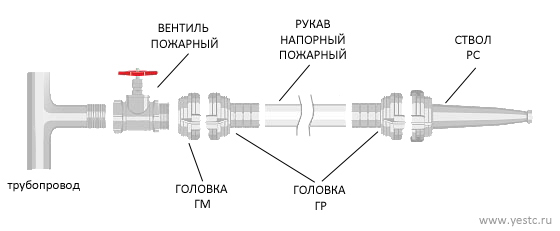 ВЕНТИЛЬ
ПОЖАРНЫЙ
РУКАВ
НАПОРНЫЙ
ПОЖАРНЫЙ
СТВОЛ
РС
трубопровод
ГОЛОВКА
ГМ
ГОЛОВКА
ГР
www.yestc.ru